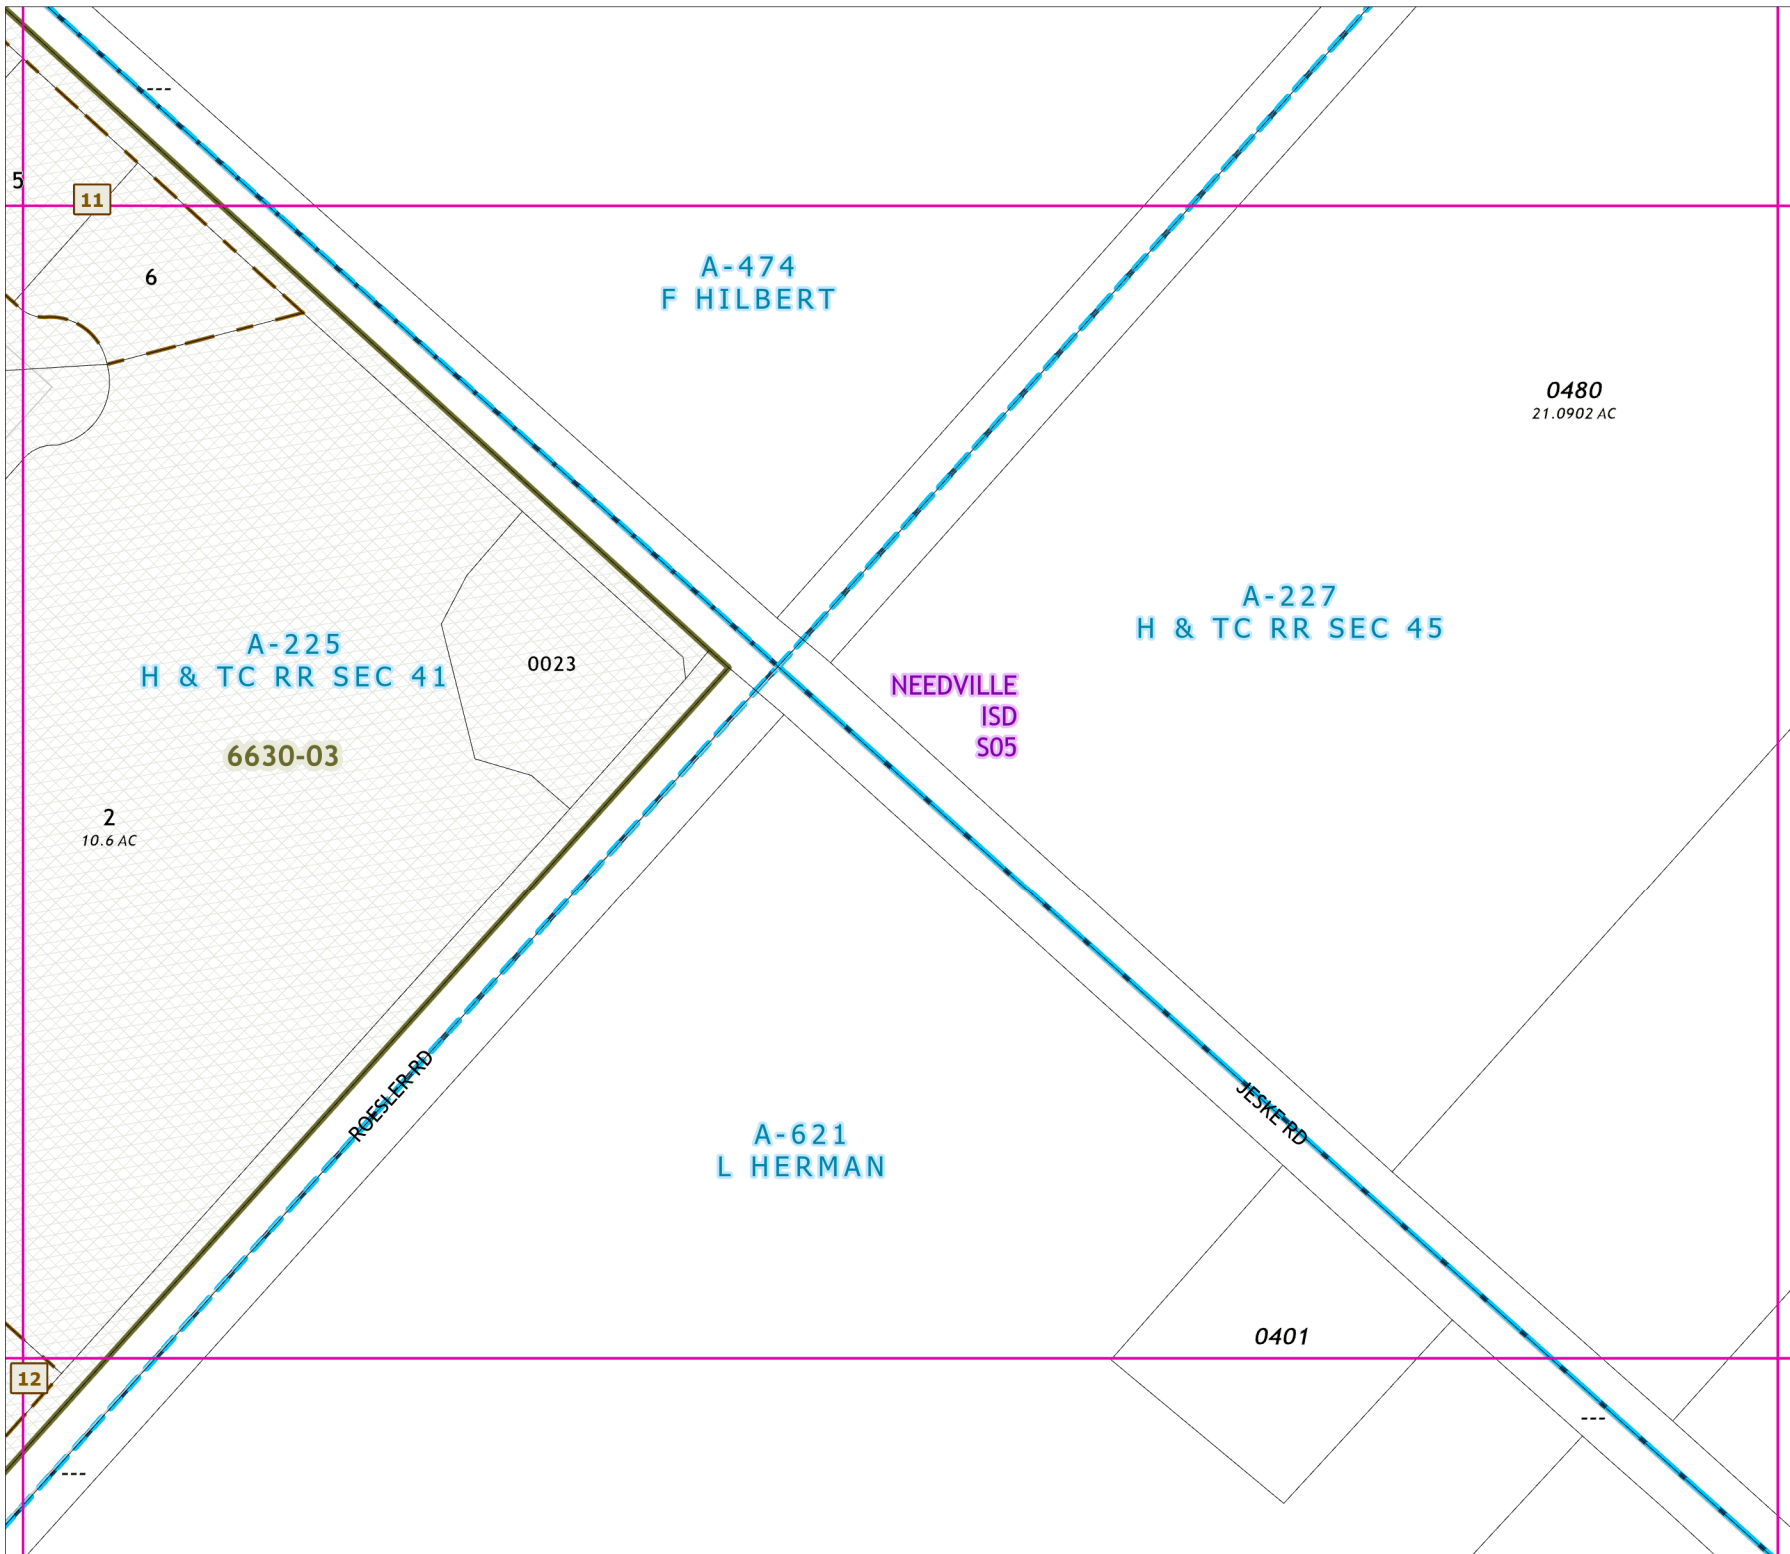 ----
5
11
6
A-474
F HILBERT
0480
21.0902 AC
A-227
H & TC RR SEC 45
A-225
H & TC RR SEC 41
0023
NEEDVILLE
ISD
S05
6630-03
2
10.6 AC
ROESLER RD
JESKE RD
A-621
L HERMAN
0401
12
---
---